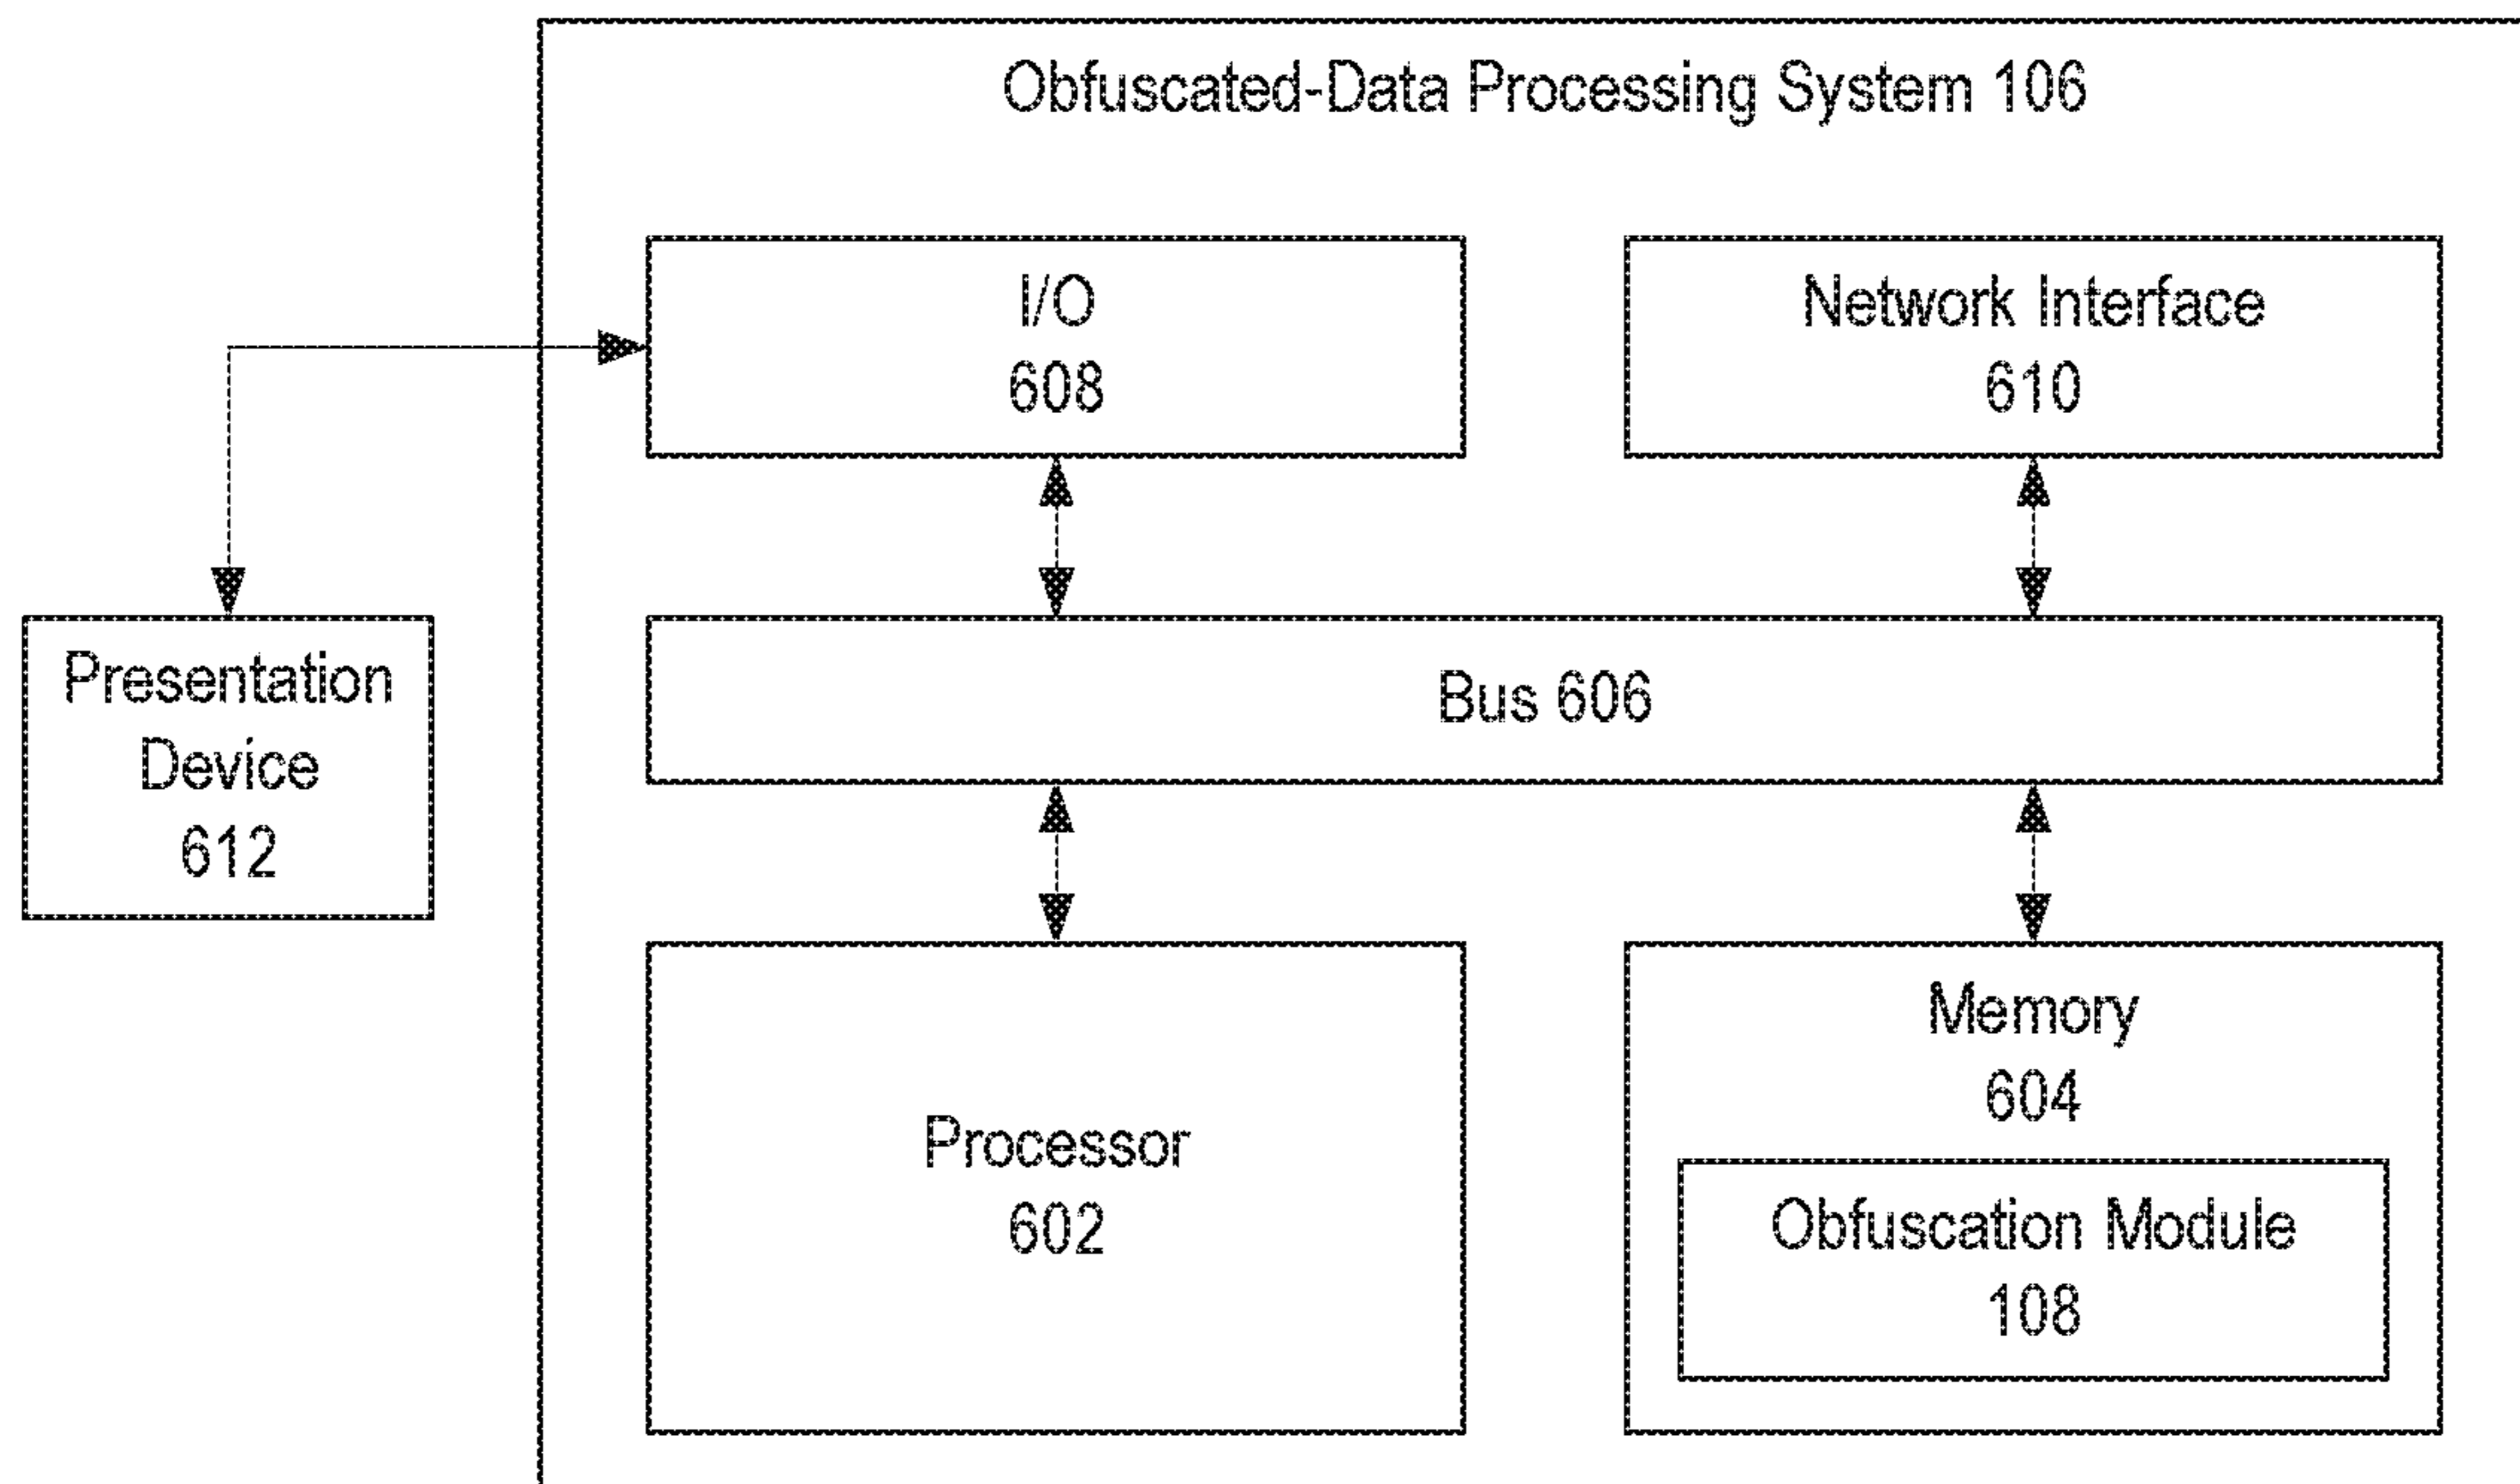 Obfuscated-Data Processing System 106
I/O
608
Network Interface
610
Presentation
Device
612
Bus 606
Processor
602
Memory
604
Obfuscation Module
108